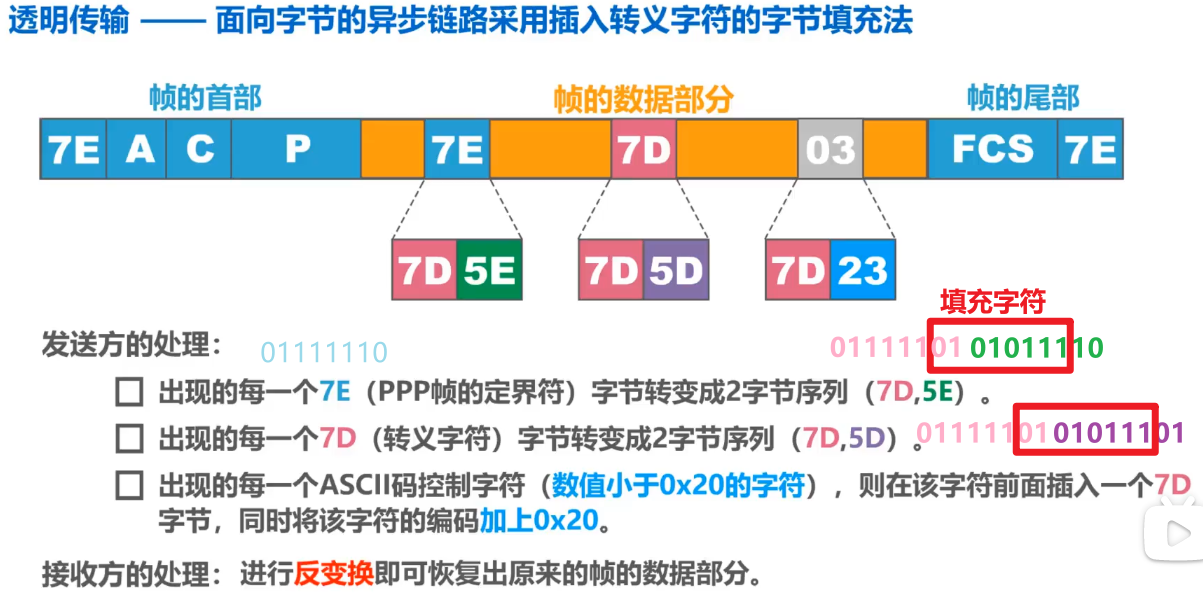 透明传输 —— 面向字节的异步链路采用插入转义字符的字节填充法
帧的首部 帧的数据部分 帧的尾部
7E A C P 7E 7D 03 FCS 7E
7D 5E 7D 5D 7D 23
填充字符
发送方的处理： 01111110 01111101 01011110
出现的每一个7E（PPP帧的定界符）字节转变成2字节序列（7D,5E）。
出现的每一个7D（转义字符）字节转变成2字节序列（7D,5D）。 01111101 01011101
出现的每一个ASCII码控制字符（数值小于0x20的字符），则在该字符前面插入一个7D
字节，同时将该字符的编码加上0x20。
接收方的处理：进行反变换即可恢复出原来的帧的数据部分。